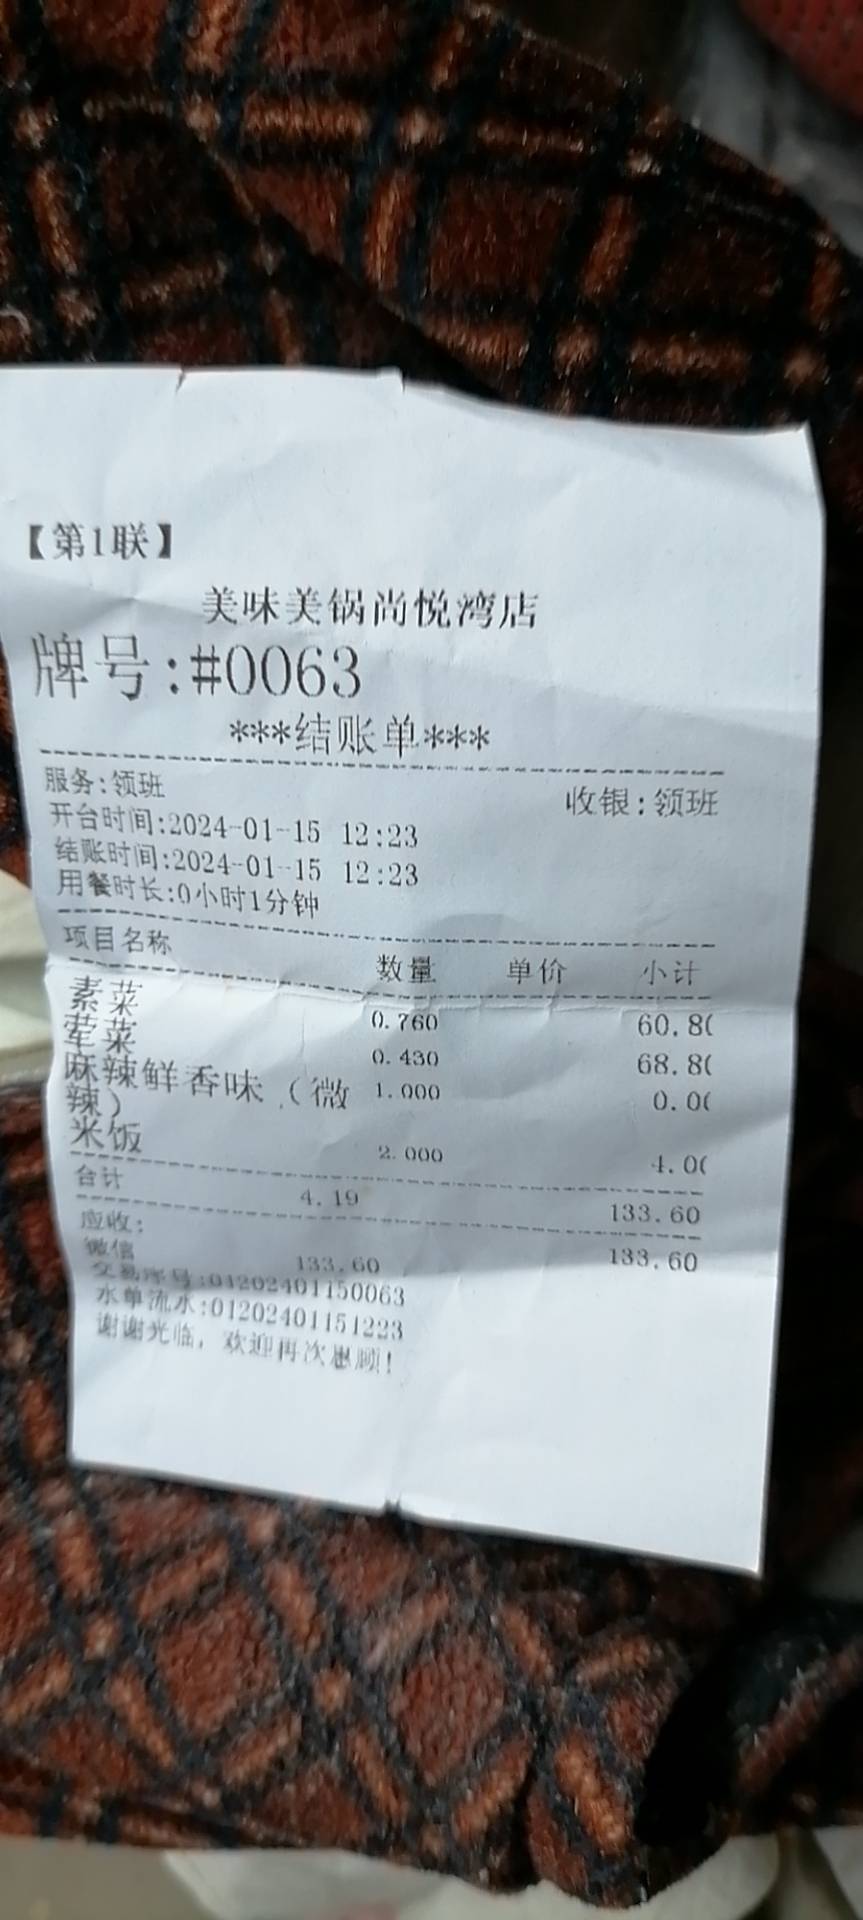 【第1联】
美味美锅尚悦湾店
牌号:#0063
***结账单***
服务:领班 收银:领班
开台时间:2024-01-15 12:23
结账时间:2024-01-15 12:23
用餐时长:0小时1分钟
项目名称 数量 单价 小计
素菜 0.760 60.80
荤菜 0.430 68.80
麻辣鲜香味（微 1.000 0.00
辣）
米饭 2.000 4.00
合计 4.19 133.60
应收: 133.60
微信 133.60
交易序号:01202401150063
水单流水:01202401151223
谢谢光临，欢迎再次惠顾!